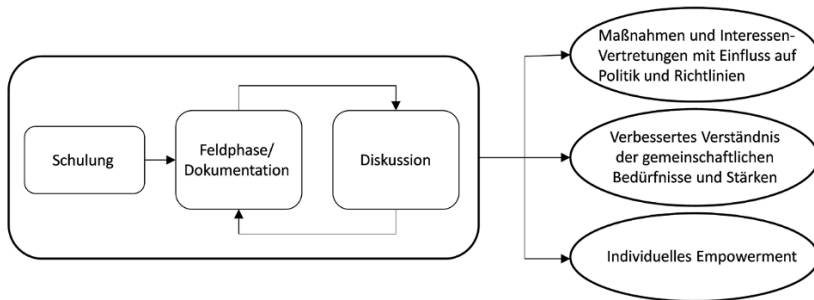 Schulung
Feldphase/
Dokumentation
Diskussion
Maßnahmen und Interessen-
Vertretungen mit Einfluss auf
Politik und Richtlinien
Verbessertes Verständnis
der gemeinschaftlichen
Bedürfnisse und Stärken
Individuelles Empowerment